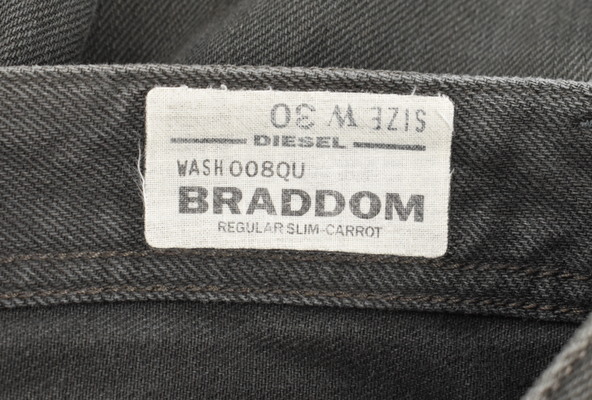 SIZE W 30
DIESEL
WASH 008QU
BRADDOM
REGULAR SLIM-CARROT